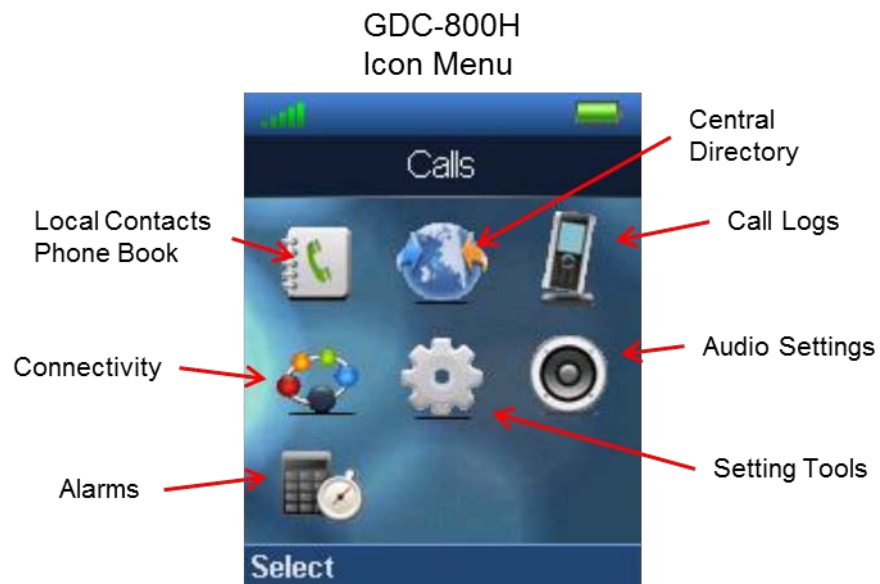 GDC-800H
Icon Menu
Calls
Central
Directory
Local Contacts
Phone Book
Call Logs
Connectivity
Audio Settings
Alarms
Setting Tools
Select